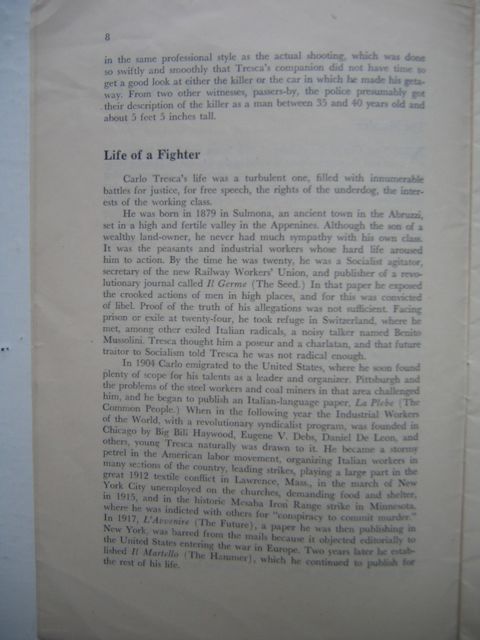 8
in the same professional style as the actual shooting, which was done
so swiftly and smoothly that Tresca's companion did not have time to
get a good look at either the killer or the car in which he made his geta-
way. From two other witnesses, passers-by, the police presumably got
their description of the killer as a man between 35 and 40 years old and
about 5 feet 5 inches tall.
Life of a Fighter
Carlo Tresca's life was a turbulent one, filled with innumerable
battles for justice, for free speech, the rights of the underdog, the inter-
ests of the working class.
He was born in 1879 in Sulmona, an ancient town in the Abruzzi,
set in a high and fertile valley in the Appenines. Although the son of a
wealthy land-owner, he never had much sympathy with his own class.
It was the peasants and industrial workers whose hard life aroused
him to action. By the time he was twenty, he was a Socialist agitator,
secretary of the new Railway Workers' Union, and publisher of a revo-
lutionary journal called Il Germe (The Seed.) In that paper he exposed
the crooked actions of men in high places, and for this was convicted
of libel. Proof of the truth of his allegations was not sufficient. Facing
prison or exile at twenty-four, he took refuge in Switzerland, where he
met, among other exiled Italian radicals, a noisy talker named Benito
Mussolini. Tresca thought him a poseur and a charlatan, and that future
traitor to Socialism told Tresca he was not radical enough.
In 1904 Carlo emigrated to the United States, where he soon found
plenty of scope for his talents as a leader and organizer. Pittsburgh and
the problems of the steel workers and coal miners in that area challenged
him, and he began to publish an Italian-language paper, La Plebe (The
Common People.) When in the following year the Industrial Workers
of the World, with a revolutionary syndicalist program, was founded in
Chicago by Big Bill Haywood, Eugene V. Debs, Daniel De Leon, and
others, young Tresca naturally was drawn to it. He became a stormy
petrel in the American labor movement, organizing Italian workers in
many sections of the country, leading strikes, playing a large part in the
great 1912 textile conflict in Lawrence, Mass., in the march of New
York City unemployed on the churches, demanding food and shelter,
in 1915, and in the historic Mesaba Iron Range strike in Minnesota,
where he was indicted with others for "conspiracy to commit murder."
In 1917, L'Avvenire (The Future), a paper he was then publishing in
New York, was barred from the mails because it objected editorially to
the United States entering the war in Europe. Two years later he estab-
lished Il Martello (The Hammer), which he continued to publish for
the rest of his life.